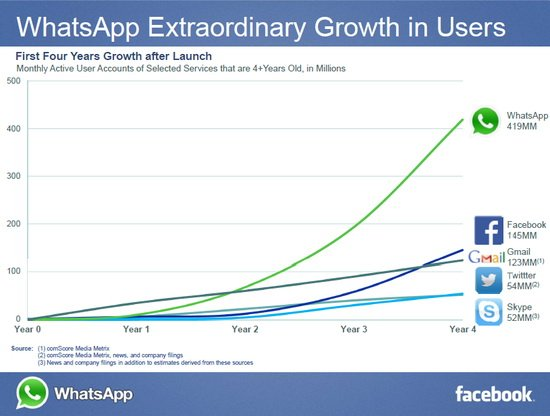 WhatsApp Extraordinary Growth in Users
First Four Years Growth after Launch
Monthly Active User Accounts of Selected Services that are 4+Years Old, in Millions
500
400
300
200
100
0
WhatsApp
419MM
Facebook
145MM
GMail
Gmail
123MM(1)
Twittter
54MM(2)
Skype
52MM(3)
Year 0
Year 1
Year 2
Year 3
Year 4
Source: (1) comScore Media Metrix
(2) comScore Media Metrix, news, and company filings
(3) News and company filings in addition to estimates derived from these sources
WhatsApp
facebook.